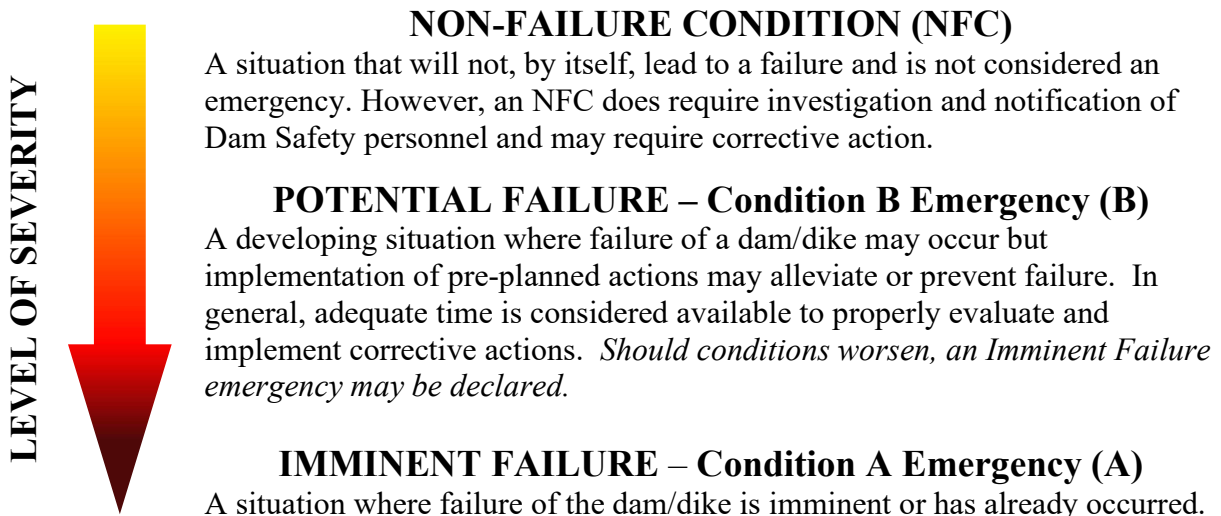 LEVEL OF SEVERITY
NON-FAILURE CONDITION (NFC)
A situation that will not, by itself, lead to a failure and is not considered an
emergency. However, an NFC does require investigation and notification of
Dam Safety personnel and may require corrective action.
POTENTIAL FAILURE – Condition B Emergency (B)
A developing situation where failure of a dam/dike may occur but
implementation of pre-planned actions may alleviate or prevent failure. In
general, adequate time is considered available to properly evaluate and
implement corrective actions. Should conditions worsen, an Imminent Failure
emergency may be declared.
IMMINENT FAILURE – Condition A Emergency (A)
A situation where failure of the dam/dike is imminent or has already occurred.